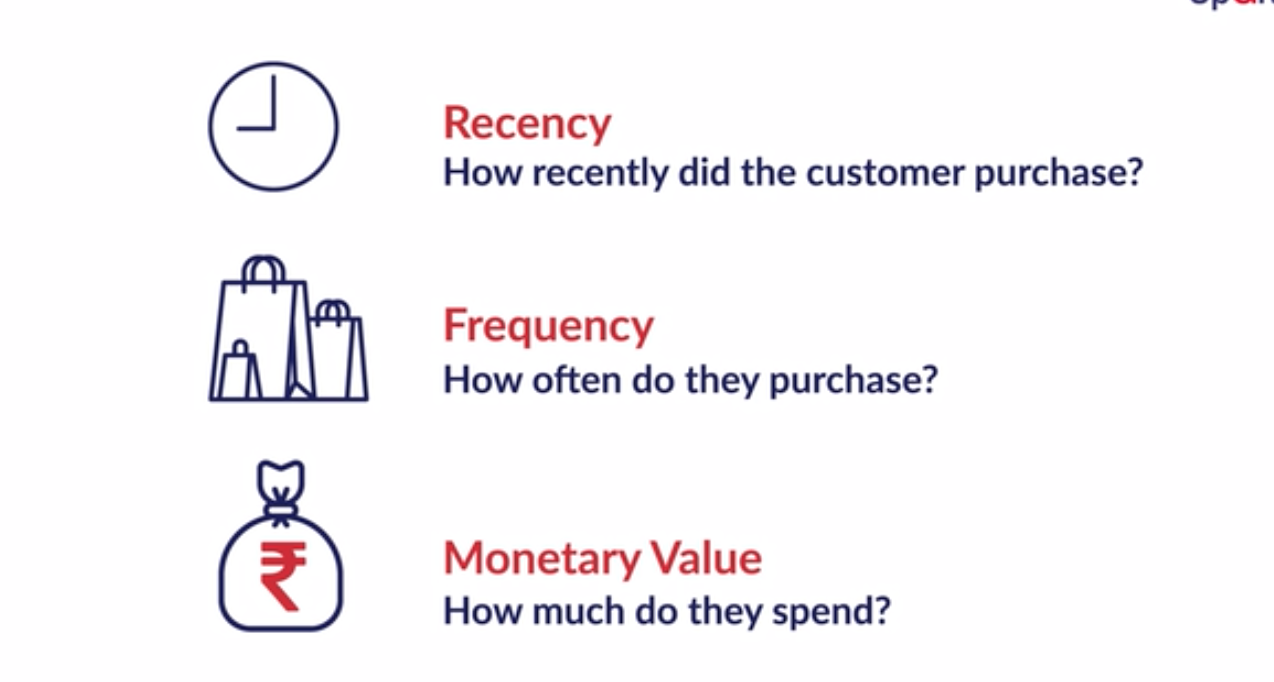 Recency
How recently did the customer purchase?
Frequency
How often do they purchase?
₹
Monetary Value
How much do they spend?